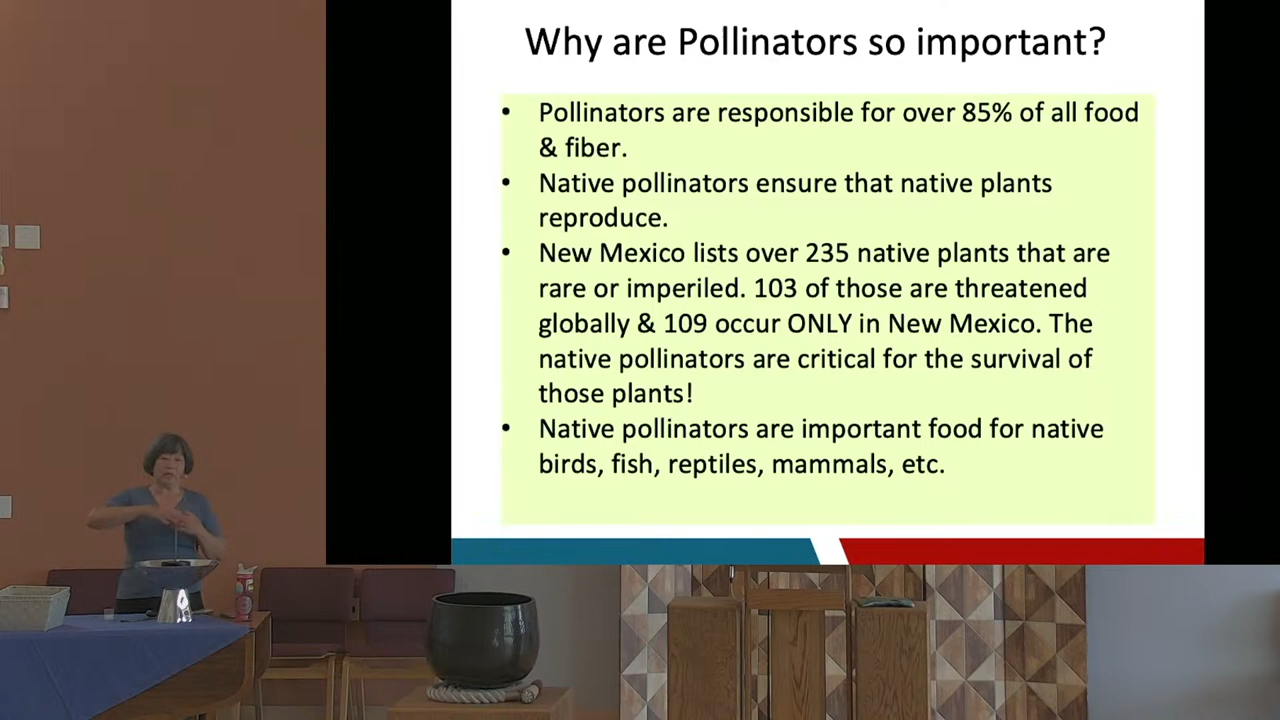 Why are Pollinators so important?
• Pollinators are responsible for over 85% of all food
& fiber.
• Native pollinators ensure that native plants
reproduce.
• New Mexico lists over 235 native plants that are
rare or imperiled. 103 of those are threatened
globally & 109 occur ONLY in New Mexico. The
native pollinators are critical for the survival of
those plants!
• Native pollinators are important food for native
birds, fish, reptiles, mammals, etc.